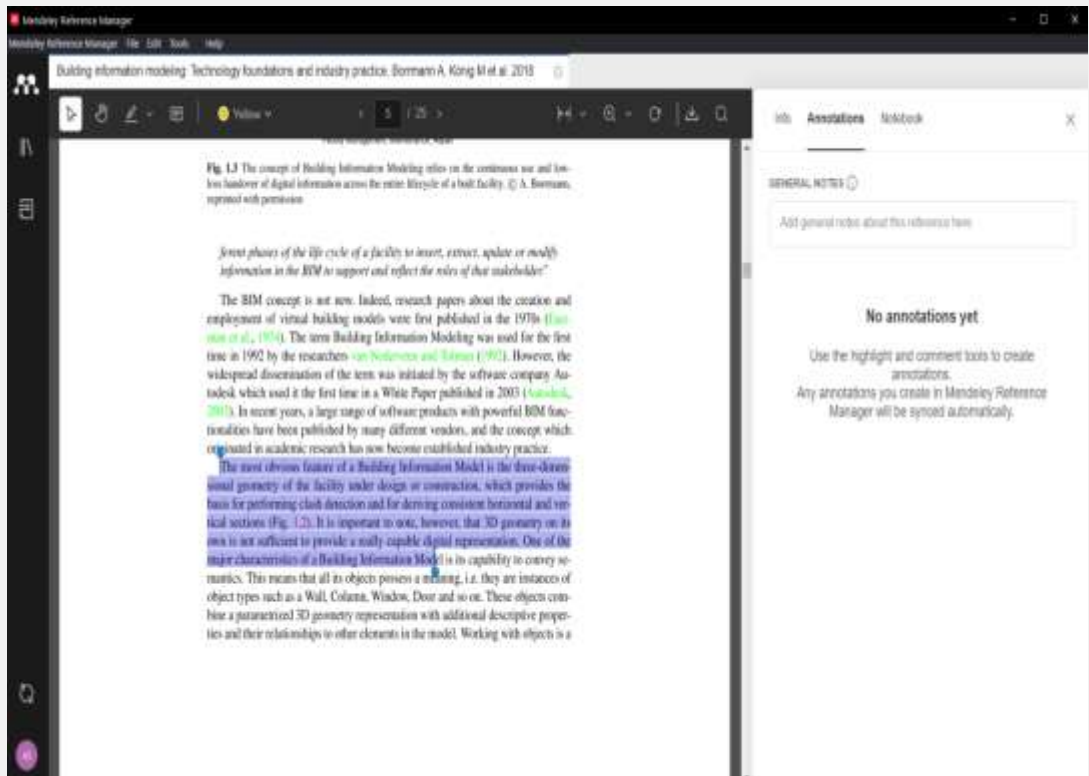 Mendeley Reference Manager
Mendeley Reference Manager File Edit Tools Help
Building information modeling: Technology foundations and industry practice. Borrmann A, König M et al. 2018
Yellow
5 / 25
Info Annotations Notebook
GENERAL NOTES
Add general notes about this reference here
No annotations yet
Use the highlight and comment tools to create
annotations.
Any annotations you create in Mendeley Reference
Manager will be synced automatically.
Fig. 1.3 The concept of Building Information Modeling relies on the continuous use and low-
loss handover of digital information across the entire lifecycle of a built facility. © A. Borrmann,
reprinted with permission
ferent phases of the life cycle of a facility to insert, extract, update or modify
information in the BIM to support and reflect the roles of that stakeholder."
The BIM concept is not new. Indeed, research papers about the creation and
employment of virtual building models were first published in the 1970s (East-
man et al., 1974). The term Building Information Modeling was used for the first
time in 1992 by the researchers van Nederveen and Tolman (1992). However, the
widespread dissemination of the term was initiated by the software company Au-
todesk which used it the first time in a White Paper published in 2003 (Autodesk,
2003). In recent years, a large range of software products with powerful BIM func-
tionalities have been published by many different vendors, and the concept which
originated in academic research has now become established industry practice.
The most obvious feature of a Building Information Model is the three-dimen-
sional geometry of the facility under design or construction, which provides the
basis for performing clash detection and for deriving consistent horizontal and ver-
tical sections (Fig. 1.2). It is important to note, however, that 3D geometry on its
own is not sufficient to provide a really capable digital representation. One of the
major characteristics of a Building Information Model is its capability to convey se-
mantics. This means that all its objects possess a meaning, i.e. they are instances of
object types such as a Wall, Column, Window, Door and so on. These objects com-
bine a parametrized 3D geometry representation with additional descriptive proper-
ties and their relationships to other elements in the model. Working with objects is a